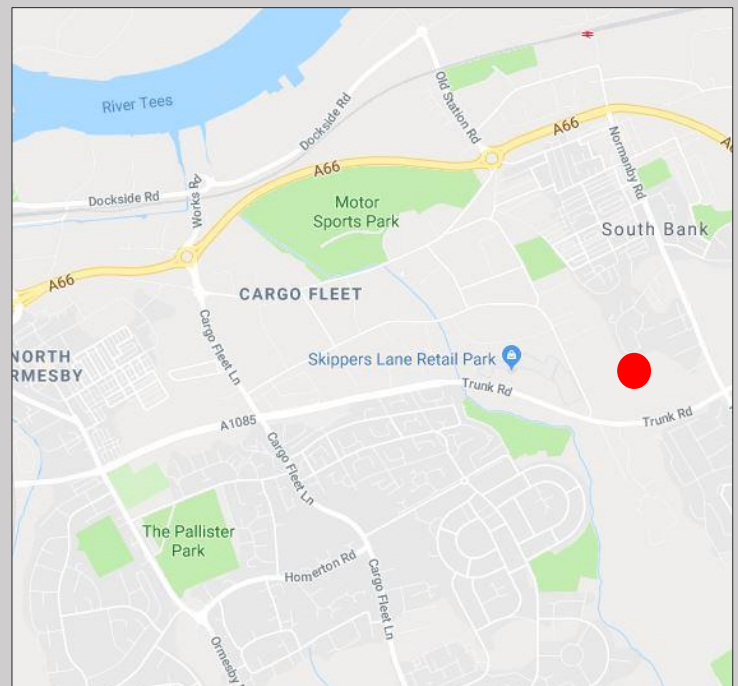 River Tees
Dockside Rd
Old Station Rd
A66
A66
Normanby Rd
Dockside Rd
Works Rd
Motor
Sports Park
South Bank
A66
CARGO FLEET
Cargo Fleet Ln
NORTH
RMESBY
Skippers Lane Retail Park
Trunk Rd
Trunk Rd
A1085
Cargo Fleet Ln
The Pallister
Park
Homerton Rd
Cargo Fleet Ln
Ormesby